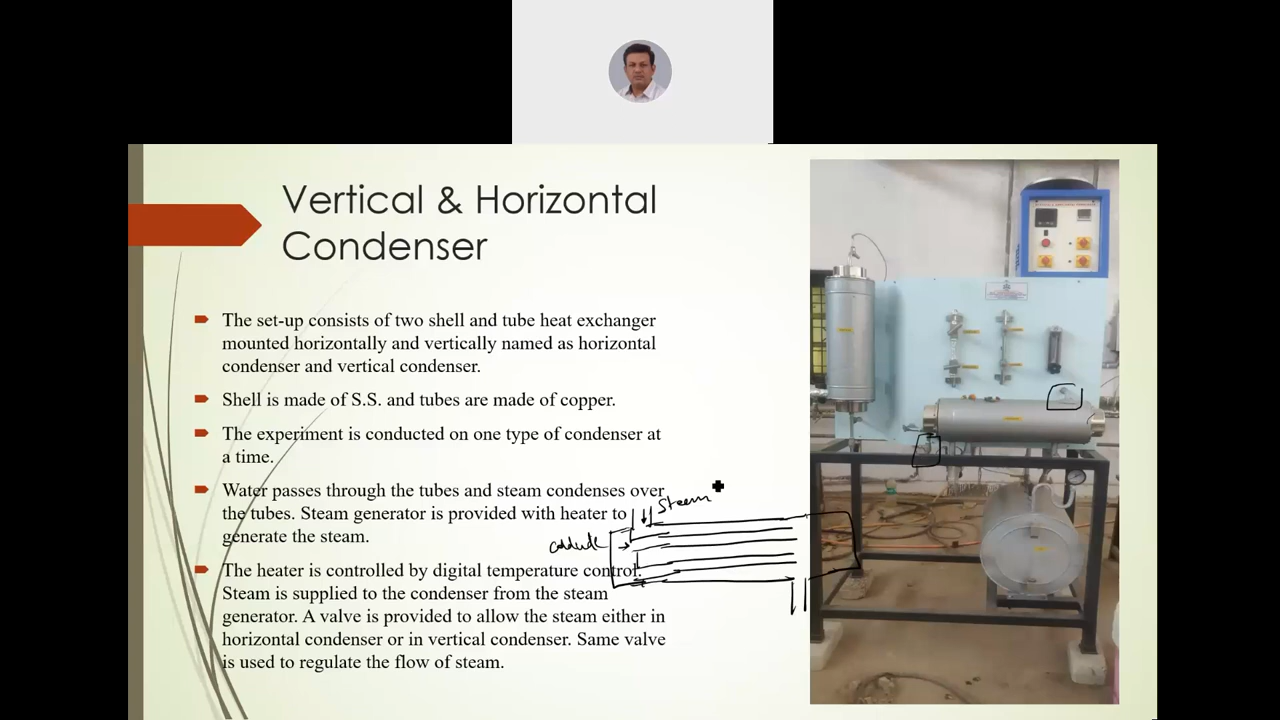 Vertical & Horizontal
Condenser
The set-up consists of two shell and tube heat exchanger
mounted horizontally and vertically named as horizontal
condenser and vertical condenser.
Shell is made of S.S. and tubes are made of copper.
The experiment is conducted on one type of condenser at
a time.
Water passes through the tubes and steam condenses over
the tubes. Steam generator is provided with heater to
generate the steam.
Steam
The heater is controlled by digital temperature control.
Steam is supplied to the condenser from the steam
generator. A valve is provided to allow the steam either in
horizontal condenser or in vertical condenser. Same valve
is used to regulate the flow of steam.